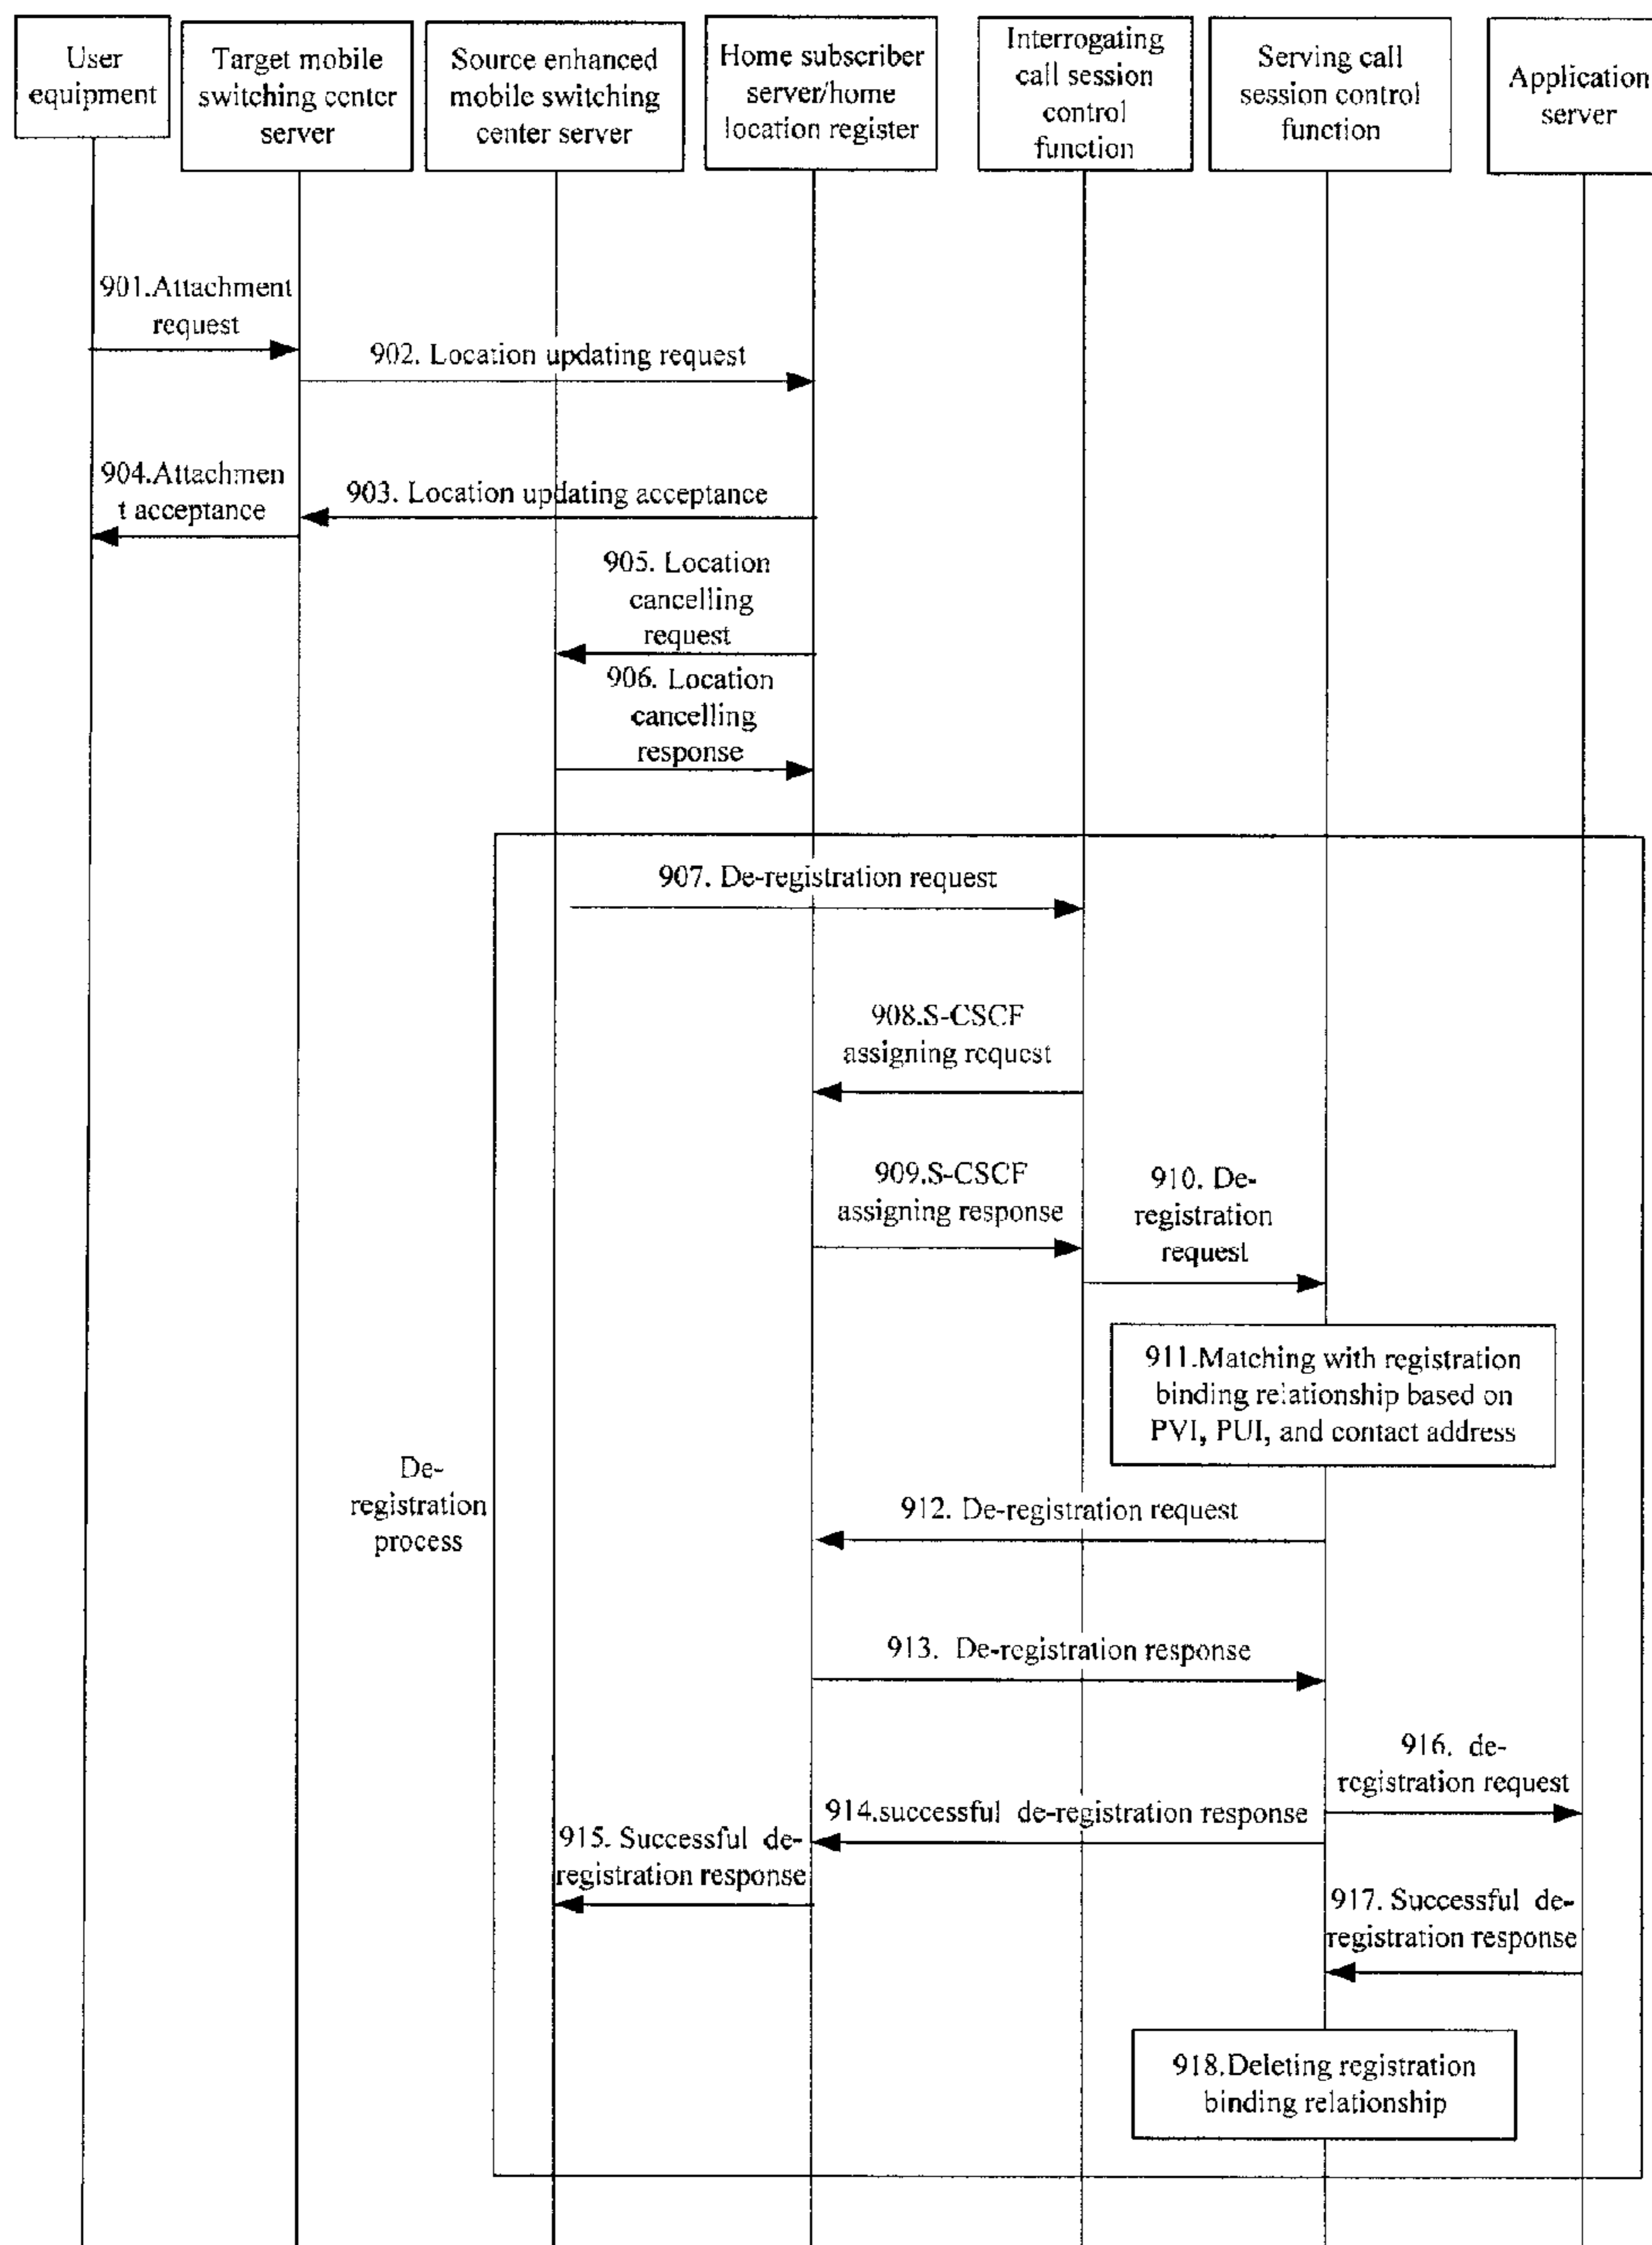 User
equipment
Target mobile
switching center
server
Source enhanced
mobile switching
center server
Home subscriber
server/home
location register
Interrogating
call session
control
function
Serving call
session control
function
Application
server
901.Attachment
request
902. Location updating request
904.Attachmen
t acceptance
903. Location updating acceptance
905. Location
cancelling
request
906. Location
cancelling
response
907. De-registration request
908.S-CSCF
assigning request
909.S-CSCF
assigning response
910. De-
registration
request
911.Matching with registration
binding relationship based on
PVI, PUI, and contact address
De-
registration
process
912. De-registration request
913. De-registration response
916. de-
registration request
914.successful de-registration response
915. Successful de-
registration response
917. Successful de-
registration response
918.Deleting registration
binding relationship